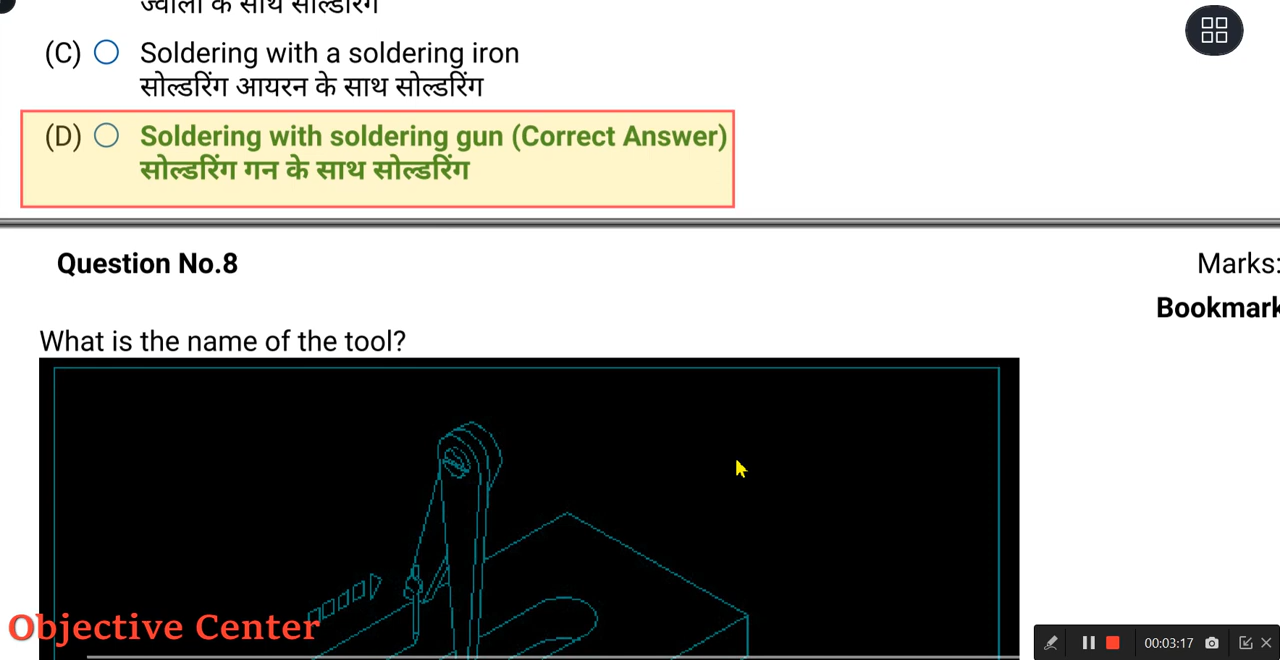 ज्वाला के साथ सोल्डरिंग
(C) Soldering with a soldering iron
सोल्डरिंग आयरन के साथ सोल्डरिंग
(D) Soldering with soldering gun (Correct Answer)
सोल्डरिंग गन के साथ सोल्डरिंग
Question No.8
Marks:
Bookmark
What is the name of the tool?
Objective Center
00:03:17